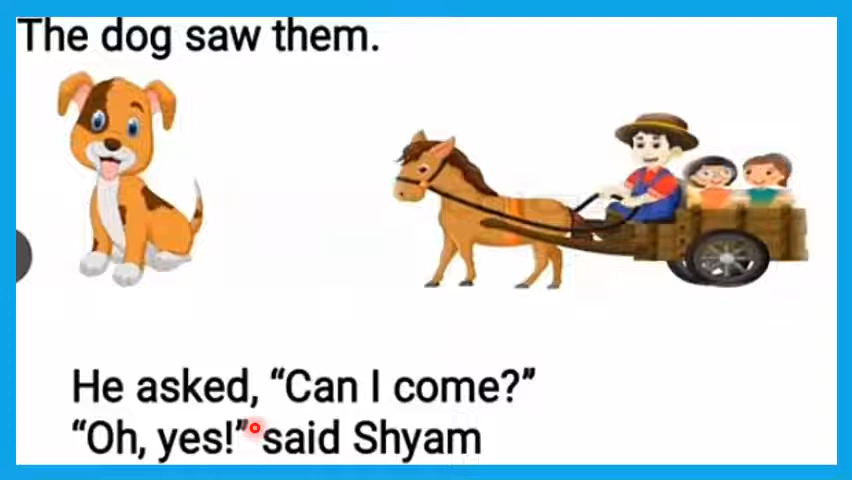 The dog saw them.
He asked, “Can I come?”
“Oh, yes!” said Shyam